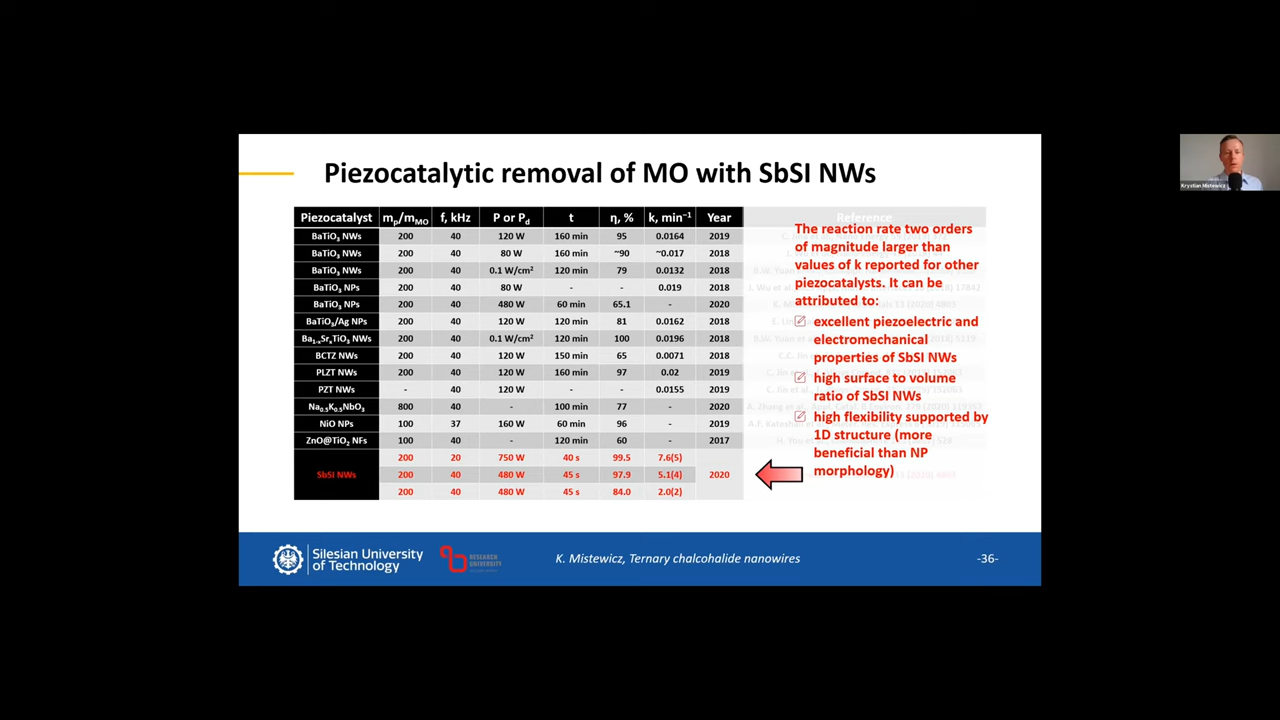 Piezocatalytic removal of MO with SbSI NWs
Piezocatalyst mp/mMO f, kHz P or Pd t η, % k, min⁻¹ Year Reference
BaTiO₃ NWs 200 40 120 W 160 min 95 0.0164 2019
BaTiO₃ NWs 200 40 80 W 160 min ~90 ~0.017 2018
BaTiO₃ NWs 200 40 0.1 W/cm² 120 min 79 0.0132 2018
BaTiO₃ NPs 200 40 80 W - - 0.019 2018
BaTiO₃ NPs 200 40 480 W 60 min 65.1 - 2020
BaTiO₃/Ag NPs 200 40 120 W 120 min 81 0.0162 2018
Ba₁₋ₓSrₓTiO₃ NWs 200 40 0.1 W/cm² 120 min 100 0.0196 2018
BCTZ NWs 200 40 120 W 150 min 65 0.0071 2018
PLZT NWs 200 40 120 W 160 min 97 0.02 2019
PZT NWs - 40 120 W - - 0.0155 2019
Na₀.₅K₀.₅NbO₃ 800 40 - 100 min 77 - 2020
NiO NPs 100 37 160 W 60 min 96 - 2019
ZnO@TiO₂ NFs 100 40 - 120 min 60 - 2017
200 20 750 W 40 s 99.5 7.6(5)
SbSI NWs 200 40 480 W 45 s 97.9 5.1(4) 2020
200 40 480 W 45 s 84.0 2.0(2)
The reaction rate two orders
of magnitude larger than
values of k reported for other
piezocatalysts. It can be
attributed to:
excellent piezoelectric and
electromechanical
properties of SbSI NWs
high surface to volume
ratio of SbSI NWs
high flexibility supported by
1D structure (more
beneficial than NP
morphology)
Silesian University
of Technology
RESEARCH
UNIVERSITY
K. Mistewicz, Ternary chalcohalide nanowires
-36-
Krystian Mistewicz